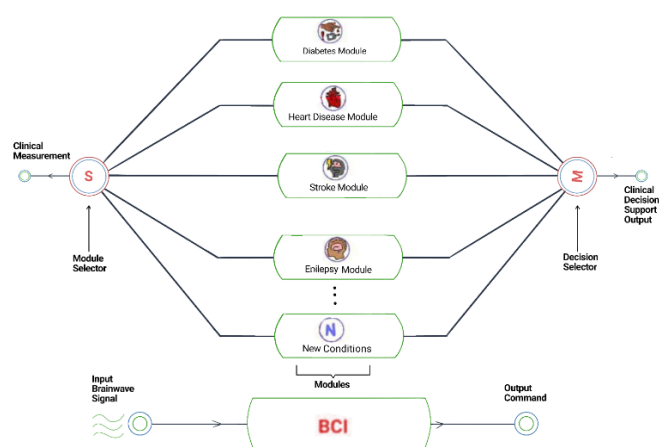 Diabetes Module
Heart Disease Module
Clinical
Measurement
S
Stroke Module
M
Clinical
Decision
Support
Output
Module
Selector
Enilepsy Module
Decision
Selector
N
New Conditions
Modules
Input
Brainwave
Signal
BCI
Output
Command